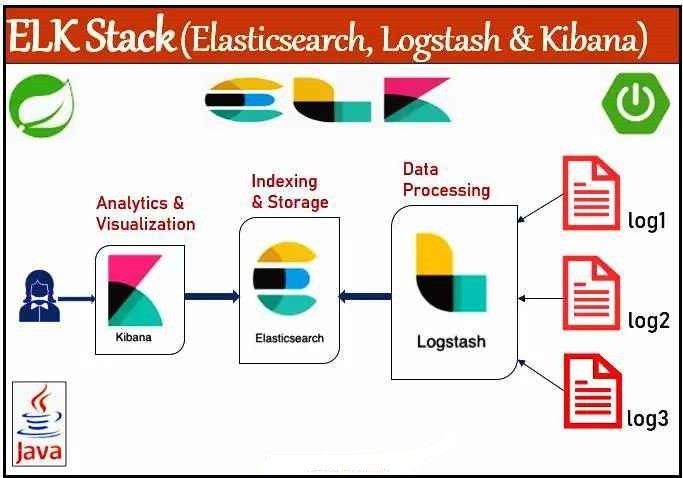 ELK Stack (Elasticsearch, Logstash & Kibana)
Analytics &
Visualization
Indexing
& Storage
Data
Processing
Kibana
Elasticsearch
Logstash
log1
log2
log3
Java